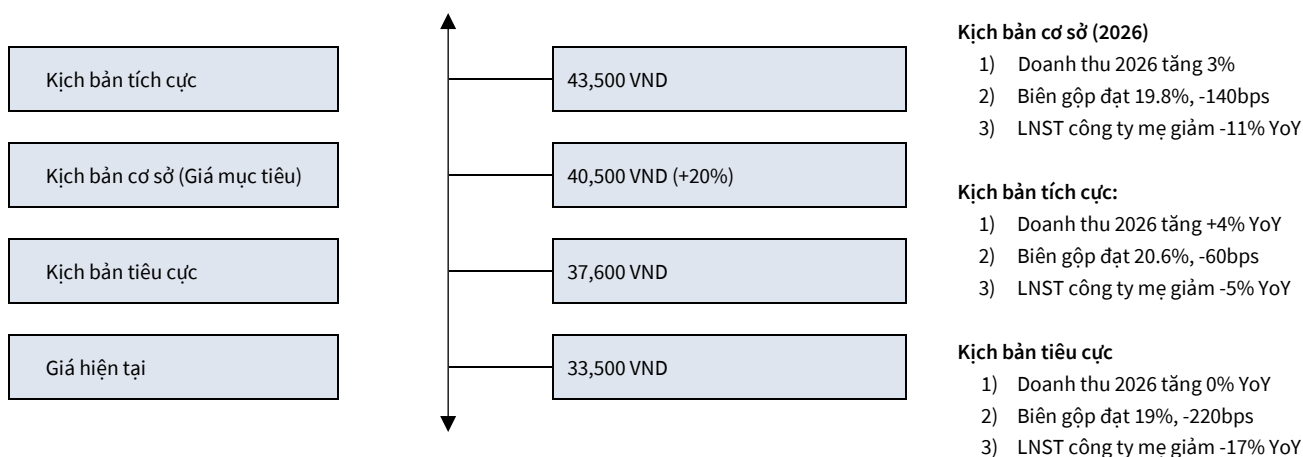 Kịch bản tích cực
43,500 VND
Kịch bản cơ sở (Giá mục tiêu)
40,500 VND (+20%)
Kịch bản tiêu cực
37,600 VND
Giá hiện tại
33,500 VND
Kịch bản cơ sở (2026)
1) Doanh thu 2026 tăng 3%
2) Biên gộp đạt 19.8%, -140bps
3) LNST công ty mẹ giảm -11% YoY
Kịch bản tích cực:
1) Doanh thu 2026 tăng +4% YoY
2) Biên gộp đạt 20.6%, -60bps
3) LNST công ty mẹ giảm -5% YoY
Kịch bản tiêu cực
1) Doanh thu 2026 tăng 0% YoY
2) Biên gộp đạt 19%, -220bps
3) LNST công ty mẹ giảm -17% YoY